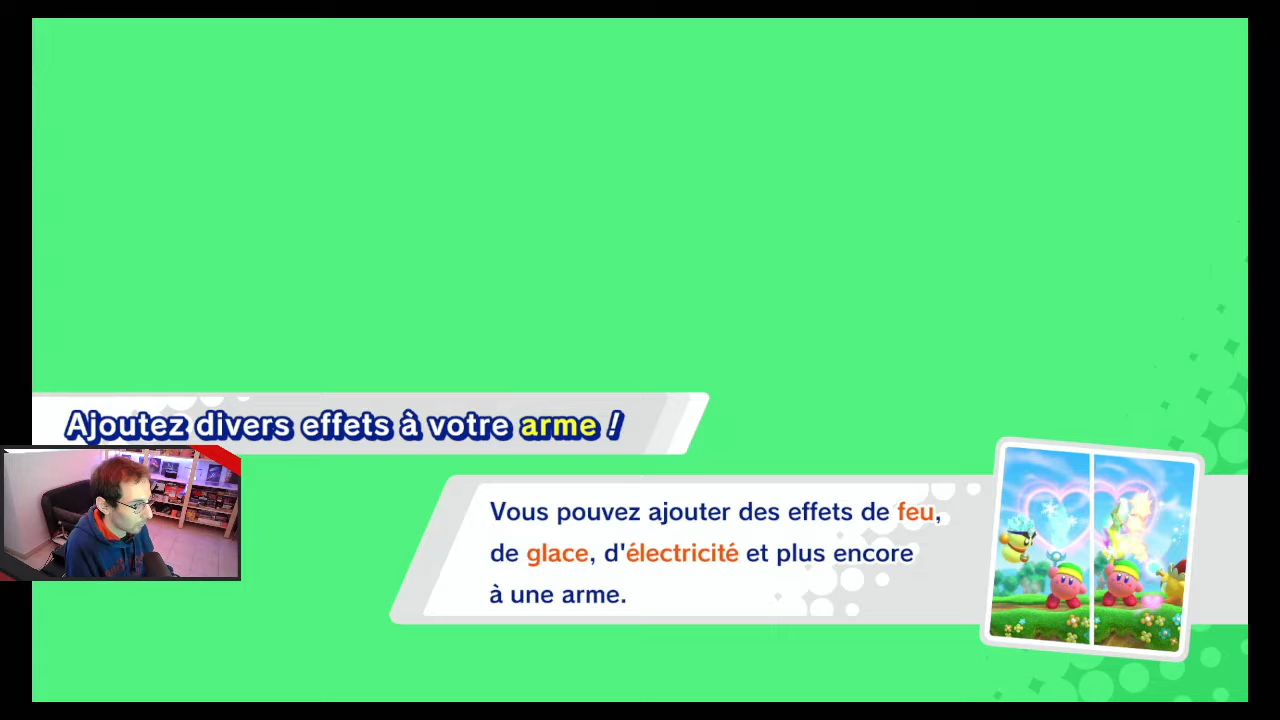 Ajoutez divers effets à votre arme !
Vous pouvez ajouter des effets de feu,
de glace, d'électricité et plus encore
à une arme.